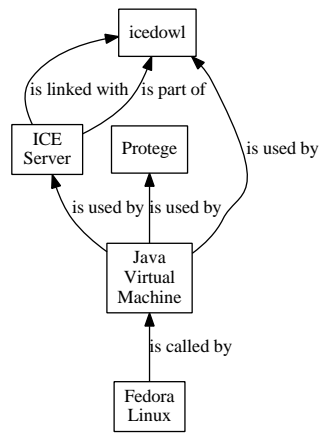 icedowl
is linked with
is part of
ICE
Server
Protege
is used by
is used by
is used by
Java
Virtual
Machine
is called by
Fedora
Linux